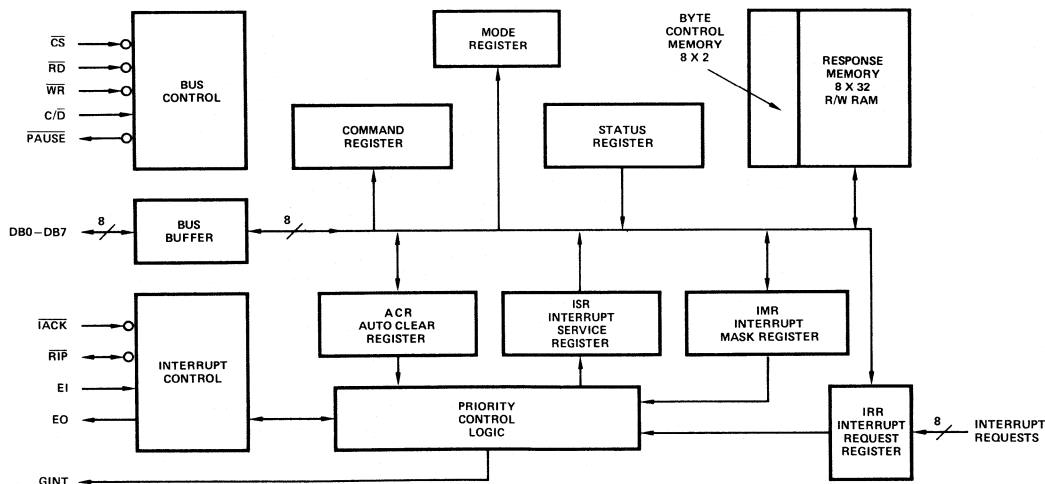 BYTE
CONTROL
MEMORY
8 X 2
MODE
REGISTER
RESPONSE
MEMORY
8 X 32
R/W RAM
CS
RD
WR
C/D
PAUSE
BUS
CONTROL
COMMAND
REGISTER
STATUS
REGISTER
DB0–DB7
8
BUS
BUFFER
8
IACK
RIP
EI
EO
INTERRUPT
CONTROL
ACR
AUTO CLEAR
REGISTER
ISR
INTERRUPT
SERVICE
REGISTER
IMR
INTERRUPT
MASK REGISTER
PRIORITY
CONTROL
LOGIC
IRR
INTERRUPT
REQUEST
REGISTER
8
INTERRUPT
REQUESTS
GINT